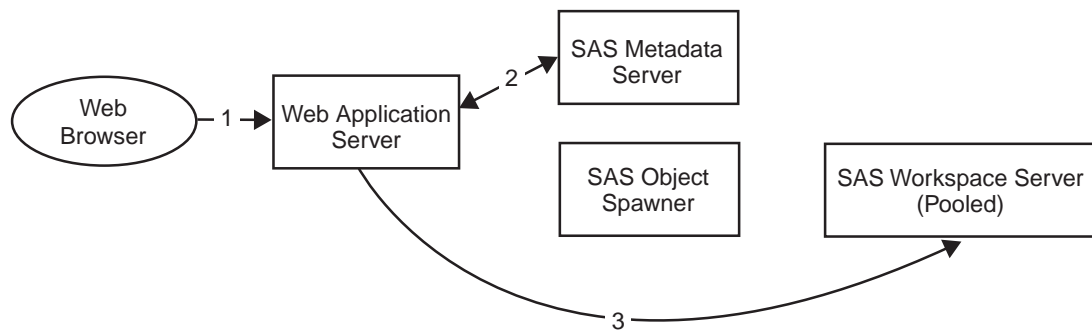 Web
Browser
1
Web Application
Server
2
SAS Metadata
Server
SAS Object
Spawner
SAS Workspace Server
(Pooled)
3